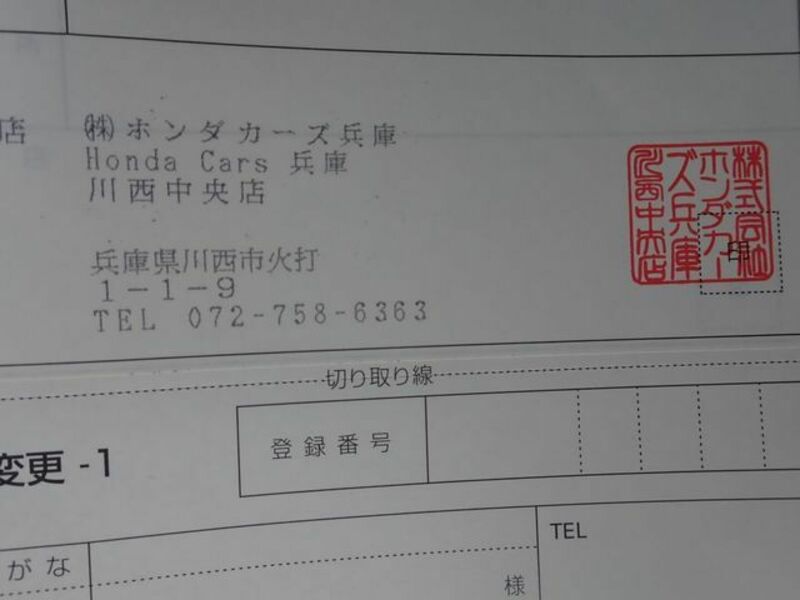 店
㈱ホンダカーズ兵庫
Honda Cars 兵庫
川西中央店
兵庫県川西市火打
1-1-9
TEL 072-758-6363
株式会社
ホンダカー
ズ兵庫
川西中央店
印
切り取り線
変更 -1
登録番号
がな
様
TEL